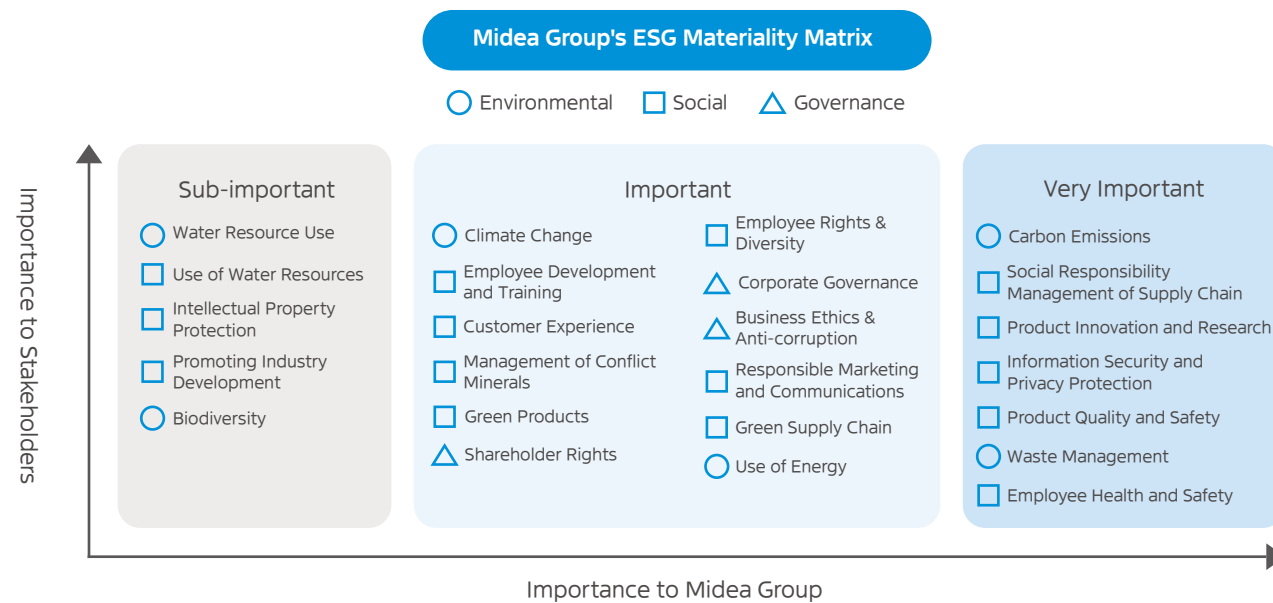 Midea Group's ESG Materiality Matrix
Environmental
Social
Governance
Importance to Stakeholders
Sub-important
Water Resource Use
Use of Water Resources
Intellectual Property
Protection
Promoting Industry
Development
Biodiversity
Important
Climate Change
Employee Development
and Training
Customer Experience
Management of Conflict
Minerals
Green Products
Shareholder Rights
Employee Rights &
Diversity
Corporate Governance
Business Ethics &
Anti-corruption
Responsible Marketing
and Communications
Green Supply Chain
Use of Energy
Very Important
Carbon Emissions
Social Responsibility
Management of Supply Chain
Product Innovation and Research
Information Security and
Privacy Protection
Product Quality and Safety
Waste Management
Employee Health and Safety
Importance to Midea Group